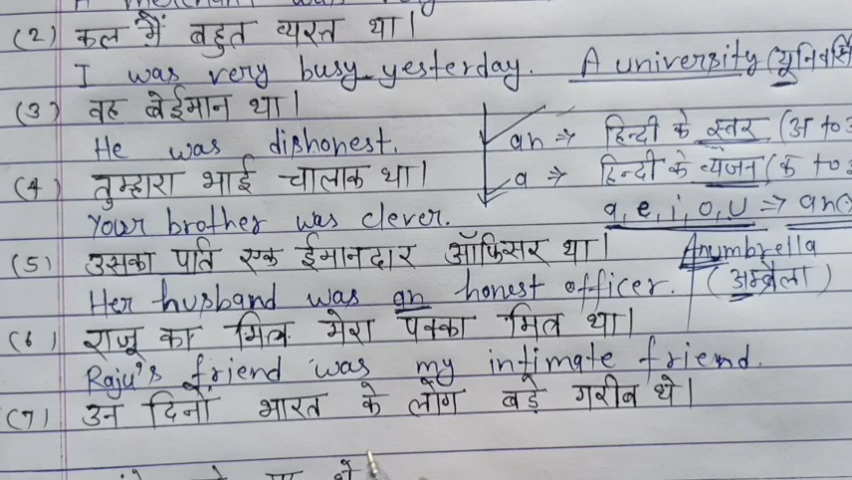 (2) कल मैं बहुत व्यस्त था।
I was very busy yesterday. A university (यूनिवर्सि
(3) वह बेईमान था।
He was dishonest. an ⇒ हिन्दी के स्वर (अ to
(4) तुम्हारा भाई चालाक था। a ⇒ हिन्दी के व्यंजन (क to
Your brother was clever. a, e, i, o, u ⇒ an(x
(5) उसका पति एक ईमानदार ऑफिसर था। Anumbrella
Her husband was an honest officer. (अम्ब्रेला)
(6) राजू का मित्र मेरा पक्का मित्र था।
Raju's friend was my intimate friend.
(7) उन दिनों भारत के लोग बड़े गरीब थे।